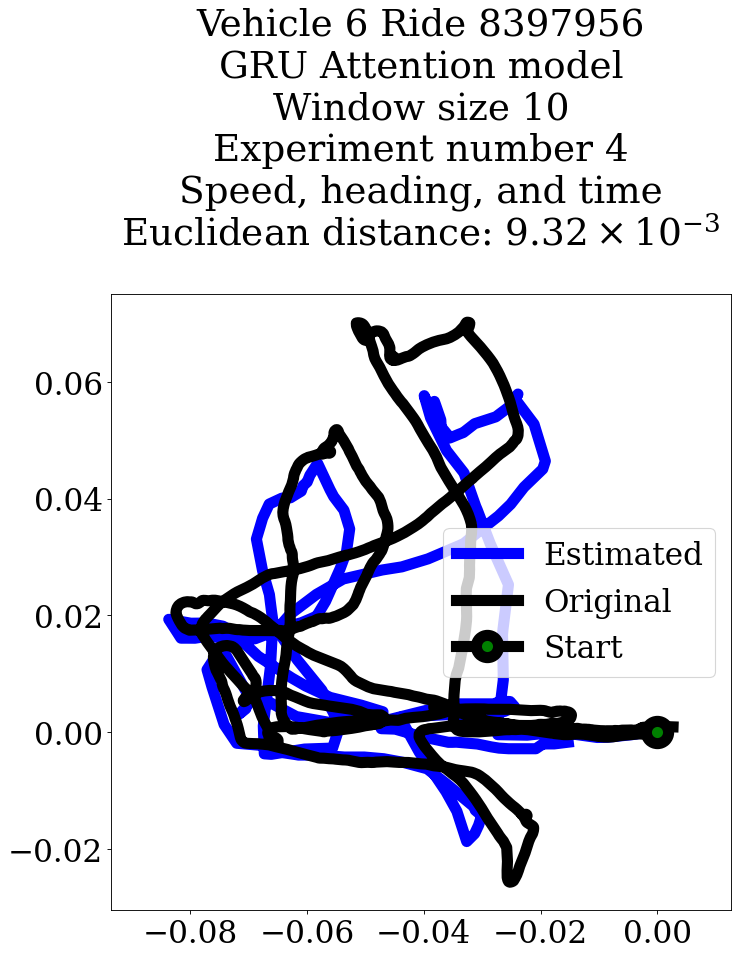 Vehicle 6 Ride 8397956
GRU Attention model
Window size 10
Experiment number 4
Speed, heading, and time
Euclidean distance: 9.32 × 10⁻³
0.06
0.04
0.02
0.00
−0.02
Estimated
Original
Start
−0.08 −0.06 −0.04 −0.02 0.00